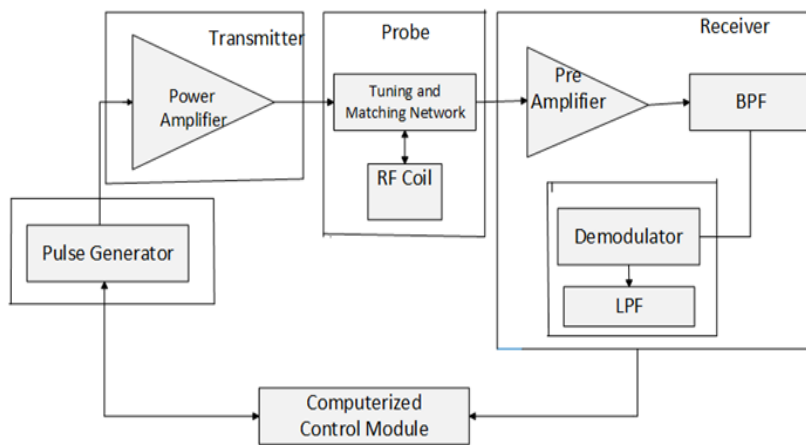 Transmitter
Power
Amplifier
Probe
Tuning and
Matching Network
RF Coil
Receiver
Pre
Amplifier
BPF
Demodulator
LPF
Pulse Generator
Computerized
Control Module